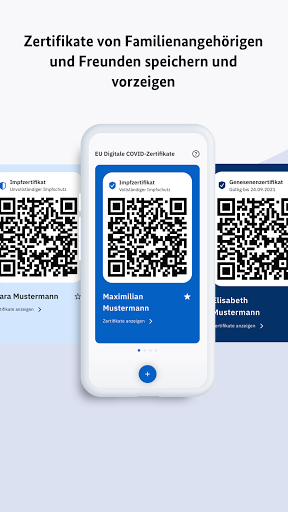 Zertifikate von Familienangehörigen
und Freunden speichern und
vorzeigen
EU Digitale COVID-Zertifikate
?
Impfzertifikat
Unvollständiger Impfschutz
ara Mustermann
ertifikate anzeigen >
Impfzertifikat
Vollständiger Impfschutz
Maximilian
Mustermann
Zertifikate anzeigen >
+
Genesenenzertifikat
Gültig bis 24.09.2021
Elisabeth
Mustermann
Zertifikate anzeigen >